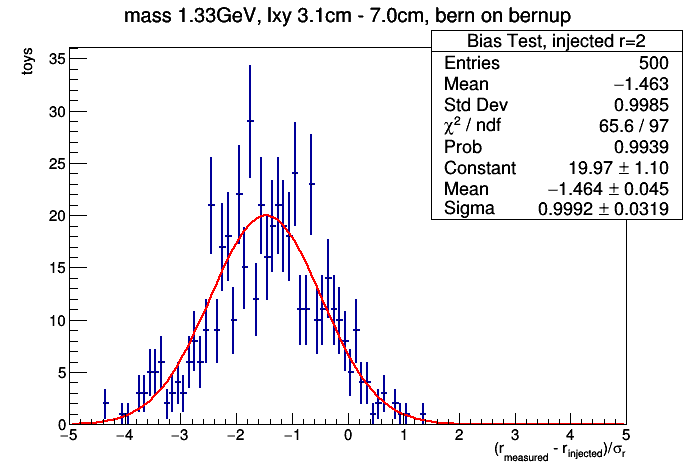 mass 1.33GeV, lxy 3.1cm - 7.0cm, bern on bernup
Bias Test, injected r=2
Entries 500
Mean −1.463
Std Dev 0.9985
χ² / ndf 65.6 / 97
Prob 0.9939
Constant 19.97 ± 1.10
Mean −1.464 ± 0.045
Sigma 0.9992 ± 0.0319
toys
35
30
25
20
15
10
5
0
−5 −4 −3 −2 −1 0 1 2 3 4 5
(r_measured - r_injected)/σ_r